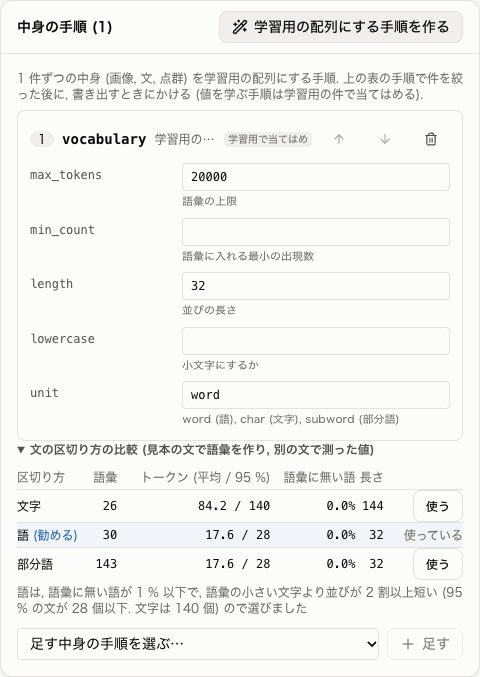 中身の手順 (1)
学習用の配列にする手順を作る
1 件ずつの中身 (画像, 文, 点群) を学習用の配列にする手順. 上の表の手順で件を絞
った後に, 書き出すときにかける (値を学ぶ手順は学習用の件で当てはめる).
1 vocabulary 学習用の… 学習用で当てはめ
max_tokens 20000
語彙の上限
min_count
語彙に入れる最小の出現数
length 32
並びの長さ
lowercase
小文字にするか
unit word
word (語), char (文字), subword (部分語)
▼ 文の区切り方の比較 (見本の文で語彙を作り, 別の文で測った値)
区切り方 語彙 トークン (平均 / 95 %) 語彙に無い語 長さ
文字 26 84.2 / 140 0.0% 144 使う
語 (勧める) 30 17.6 / 28 0.0% 32 使っている
部分語 143 17.6 / 28 0.0% 32 使う
語は, 語彙に無い語が 1 % 以下で, 語彙の小さい文字より並びが 2 割以上短い (95
% の文が 28 個以下. 文字は 140 個) ので選びました
足す中身の手順を選ぶ…
+ 足す